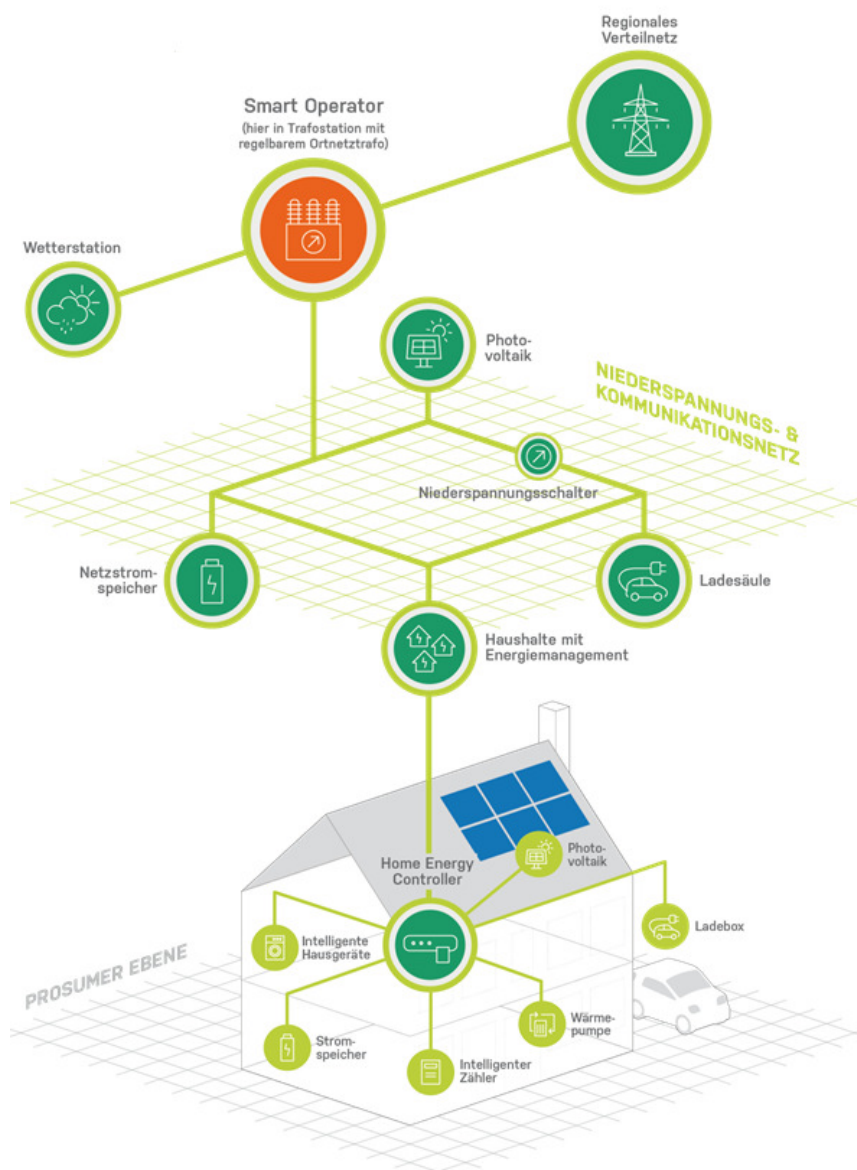 Regionales
Verteilnetz
Smart Operator
(hier in Trafostation mit
regelbarem Ortnetztrafo)
Wetterstation
Photo-
voltaik
NIEDERSPANNUNGS- &
KOMMUNIKATIONSNETZ
Niederspannungsschalter
Netzstrom-
speicher
Ladesäule
Haushalte mit
Energiemanagement
Home Energy
Controller
Photo-
voltaik
Intelligente
Hausgeräte
Ladebox
PROSUMER EBENE
Strom-
speicher
Wärme-
pumpe
Intelligenter
Zähler